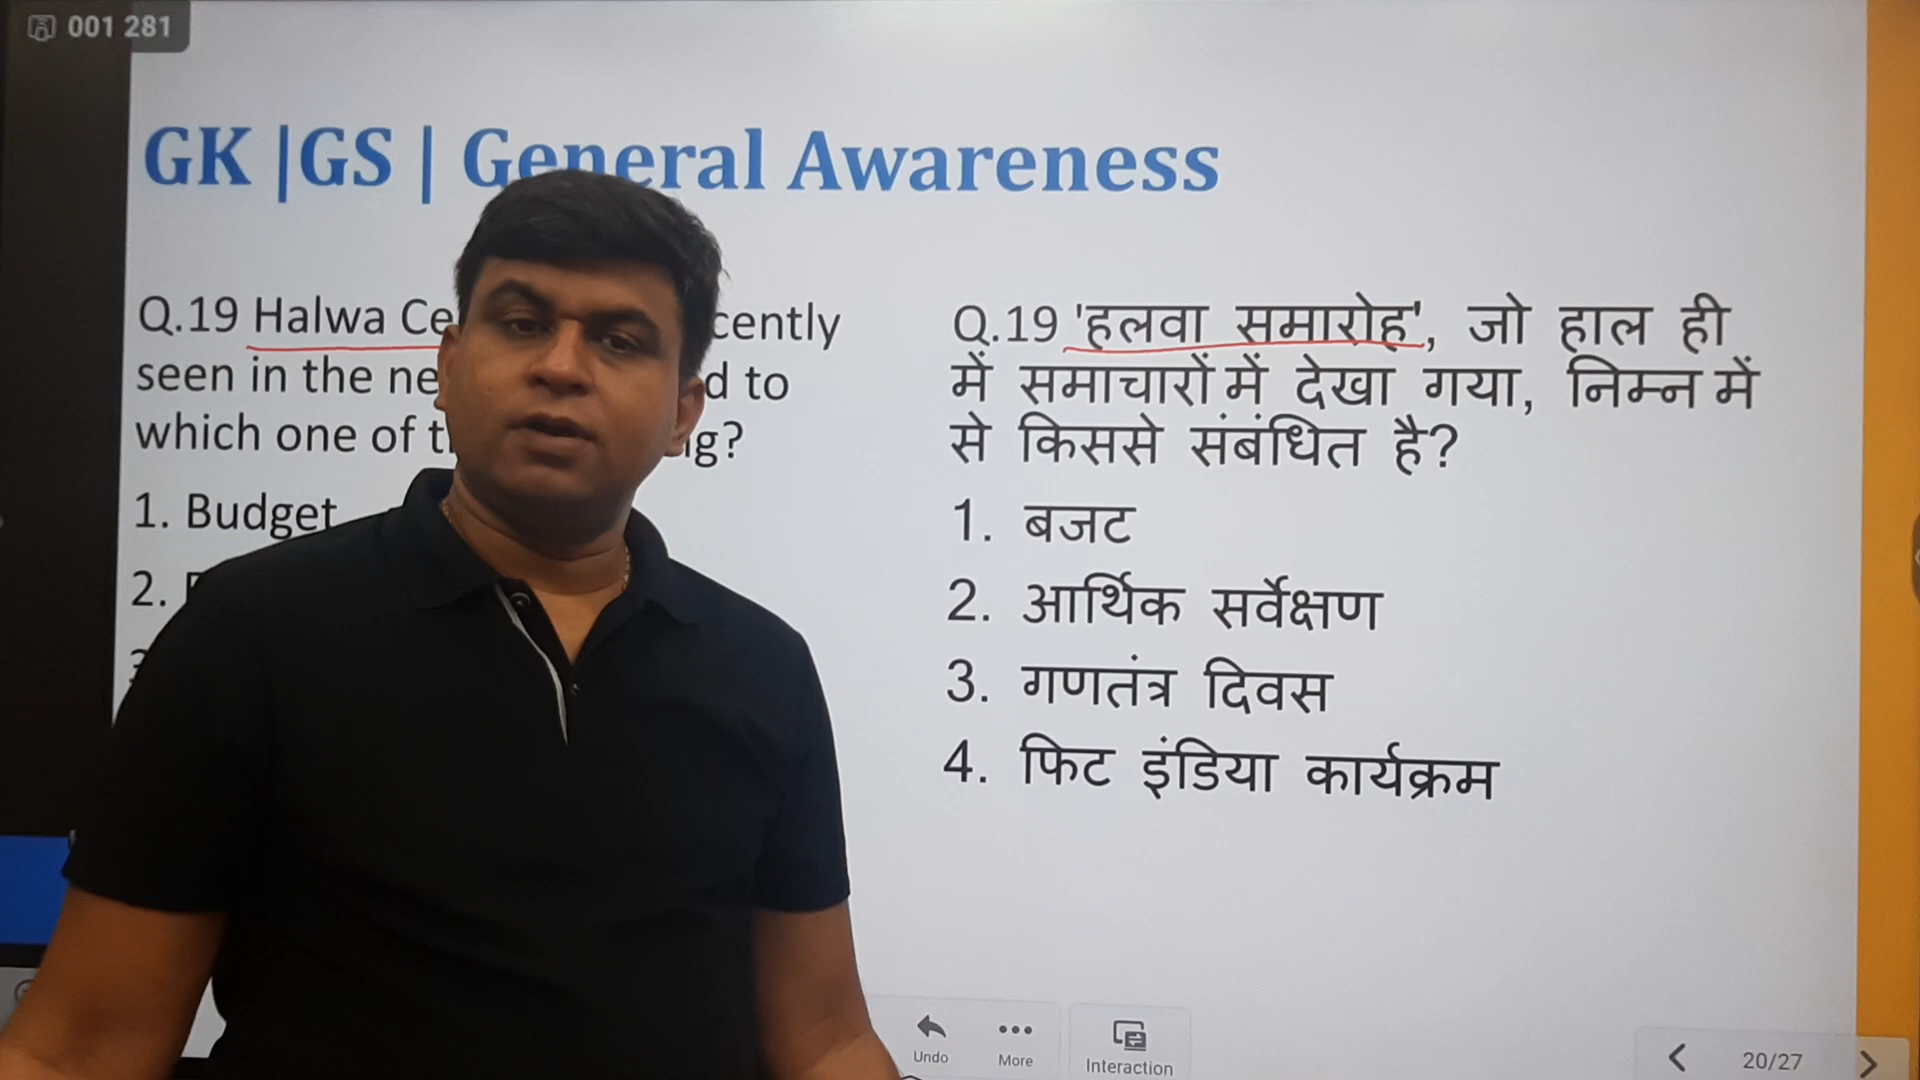 001 281
GK |GS | General Awareness
Q.19 Halwa cently
seen in the d to
which one of
1. Budget
2.
Q.19 'हलवा समारोह', जो हाल ही
में समाचारों में देखा गया, निम्न में
से किससे संबंधित है?
1. बजट
2. आर्थिक सर्वेक्षण
3. गणतंत्र दिवस
4. फिट इंडिया कार्यक्रम
Undo
More
Interaction
20/27